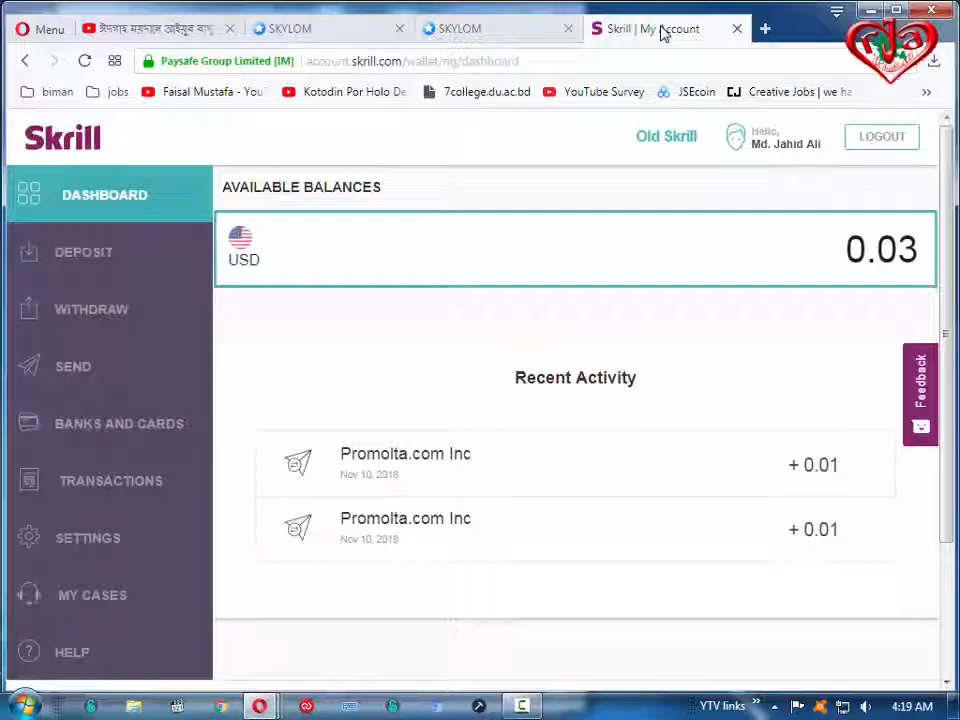 Menu
ঈদগাহ ময়দানে আইয়ুব বাচ্চু
SKYLOM
SKYLOM
Skrill | My Account
Paysafe Group Limited [IM]
account.skrill.com/wallet/ng/dashboard
biman
jobs
Faisal Mustafa - You
Kotodin Por Holo De
7college.du.ac.bd
YouTube Survey
JSEcoin
Creative Jobs | we ha
Skrill
Old Skrill
Hello,
Md. Jahid Ali
LOGOUT
DASHBOARD
DEPOSIT
WITHDRAW
SEND
BANKS AND CARDS
TRANSACTIONS
SETTINGS
MY CASES
HELP
AVAILABLE BALANCES
USD
0.03
Recent Activity
Promolta.com Inc
Nov 10, 2018
+ 0.01
Promolta.com Inc
Nov 10, 2018
+ 0.01
Feedback
YTV links
4:19 AM